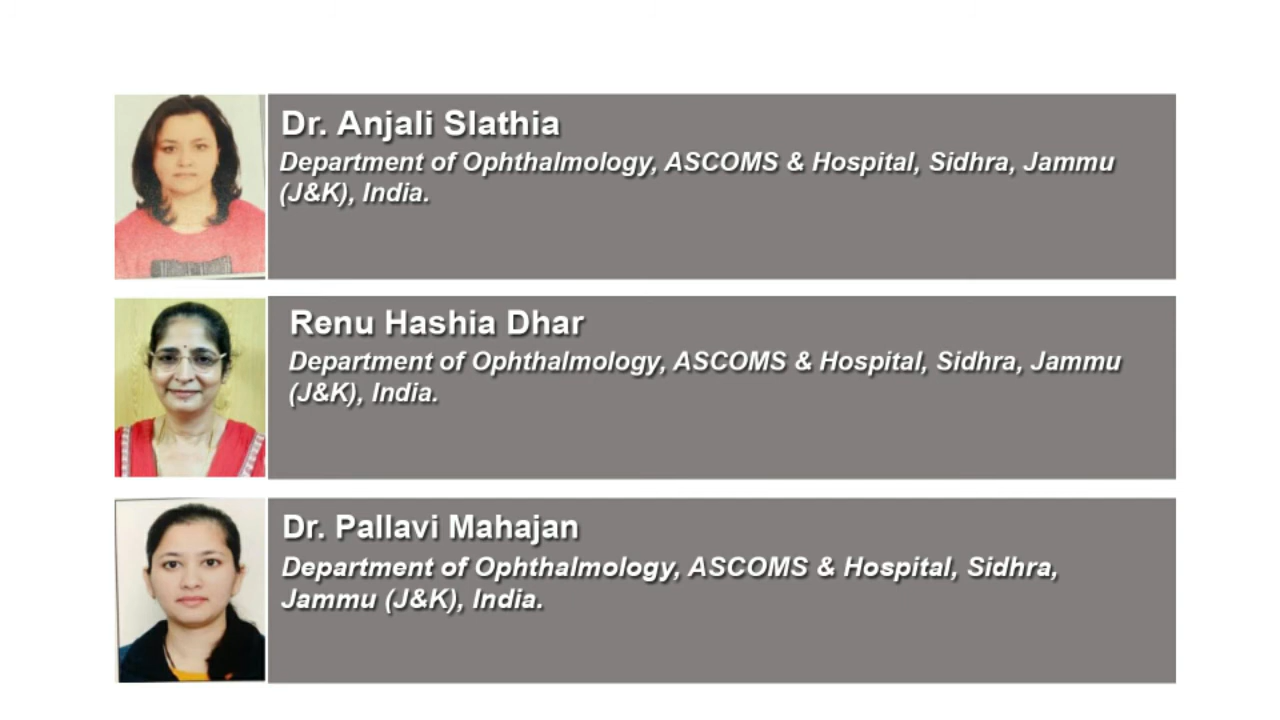 Dr. Anjali Slathia
Department of Ophthalmology, ASCOMS & Hospital, Sidhra, Jammu
(J&K), India.
Renu Hashia Dhar
Department of Ophthalmology, ASCOMS & Hospital, Sidhra, Jammu
(J&K), India.
Dr. Pallavi Mahajan
Department of Ophthalmology, ASCOMS & Hospital, Sidhra,
Jammu (J&K), India.